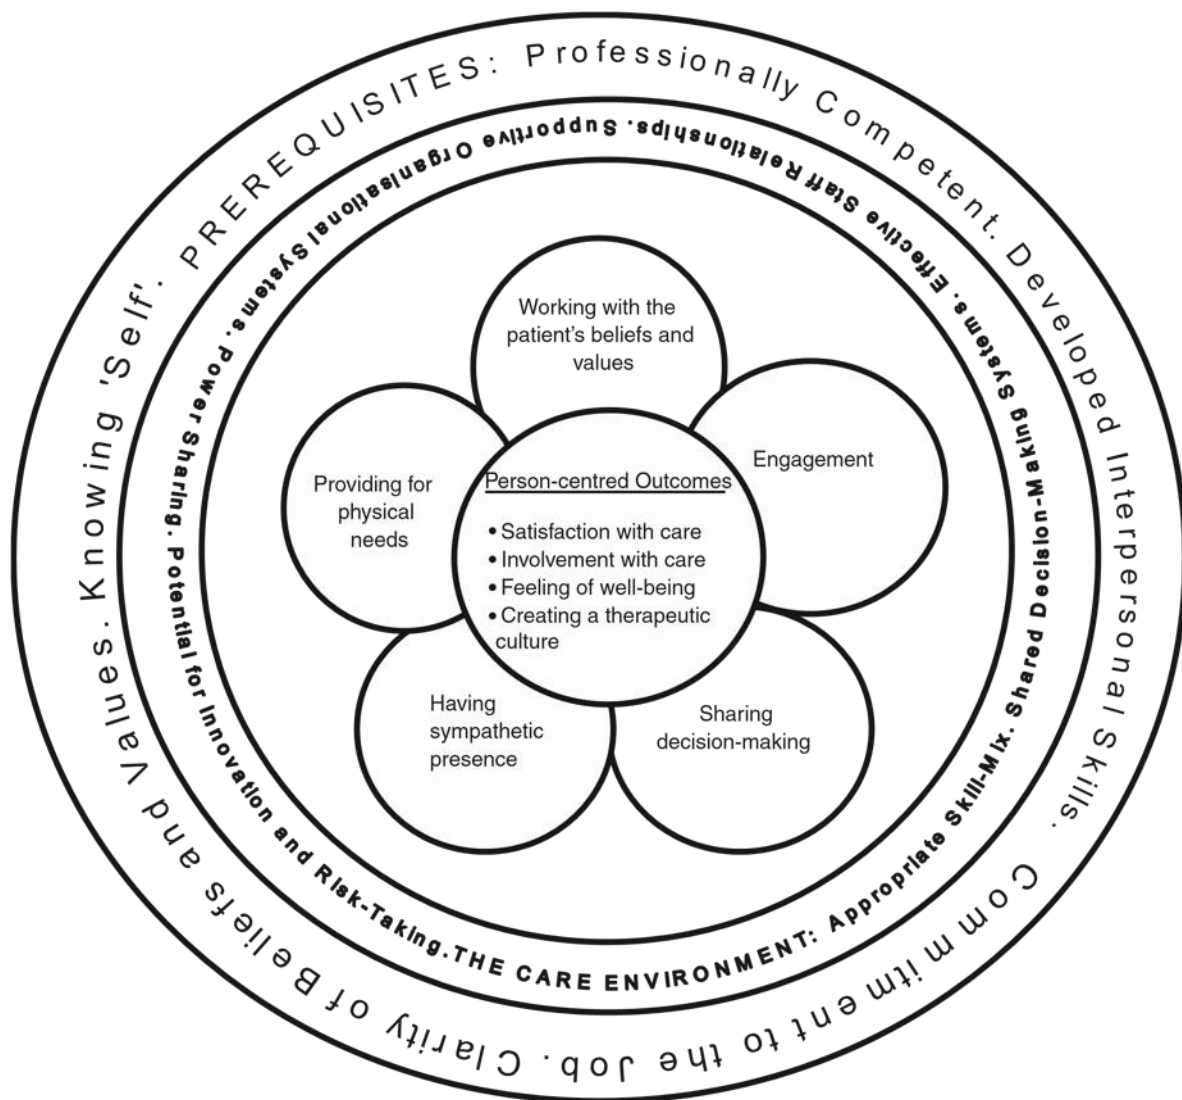 PREREQUISITES: Professionally Competent. Developed Interpersonal Skills. Commitment to the Job. Clarity of Beliefs and Values. Knowing 'Self'.
THE CARE ENVIRONMENT: Appropriate Skill-Mix. Shared Decision-Making Systems. Effective Staff Relationships. Supportive Organisational Systems. Power Sharing. Potential for Innovation and Risk-Taking.
Working with the
patient's beliefs and
values
Engagement
Providing for
physical
needs
Person-centred Outcomes
• Satisfaction with care
• Involvement with care
• Feeling of well-being
• Creating a therapeutic
culture
Having
sympathetic
presence
Sharing
decision-making